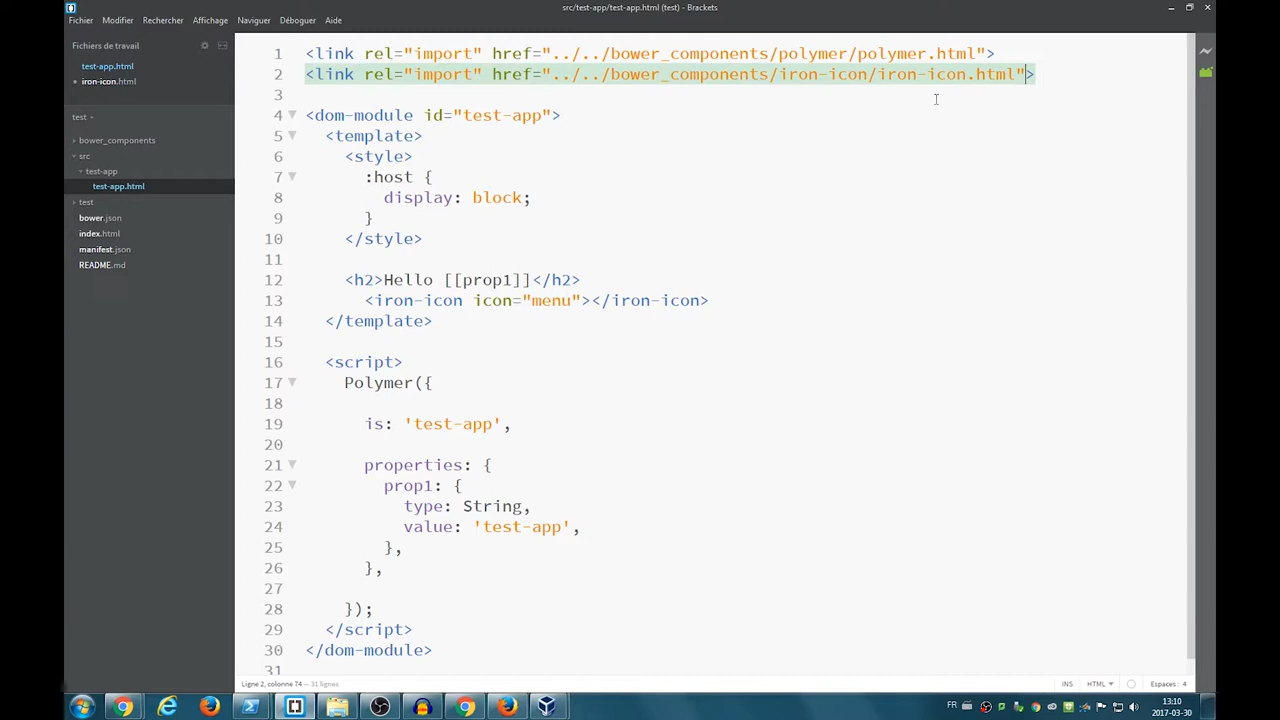 src/test-app/test-app.html (test) - Brackets
Fichier Modifier Rechercher Affichage Naviguer Déboguer Aide
Fichiers de travail
test-app.html
iron-icon.html
test
bower_components
src
test-app
test-app.html
test
bower.json
index.html
manifest.json
README.md
1 <link rel="import" href="../../bower_components/polymer/polymer.html">
2 <link rel="import" href="../../bower_components/iron-icon/iron-icon.html">
3
4 <dom-module id="test-app">
5 <template>
6 <style>
7 :host {
8 display: block;
9 }
10 </style>
11
12 <h2>Hello [[prop1]]</h2>
13 <iron-icon icon="menu"></iron-icon>
14 </template>
15
16 <script>
17 Polymer({
18
19 is: 'test-app',
20
21 properties: {
22 prop1: {
23 type: String,
24 value: 'test-app',
25 },
26 },
27
28 });
29 </script>
30 </dom-module>
31
Ligne 2, colonne 74 — 31 lignes
INS HTML Espaces : 4
FR
13:10
2017-03-30